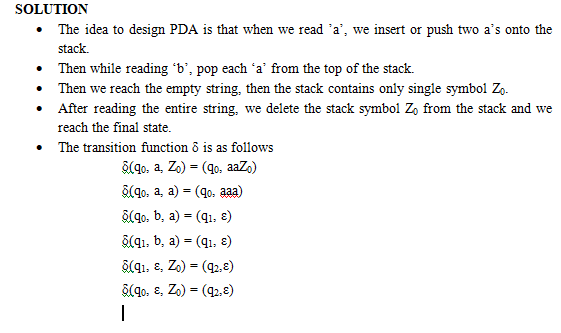 SOLUTION
• The idea to design PDA is that when we read 'a', we insert or push two a's onto the
stack.
• Then while reading 'b', pop each 'a' from the top of the stack.
• Then we reach the empty string, then the stack contains only single symbol Z₀.
• After reading the entire string, we delete the stack symbol Z₀ from the stack and we
reach the final state.
• The transition function δ is as follows
δ(q₀, a, Z₀) = (q₀, aaZ₀)
δ(q₀, a, a) = (q₀, aaa)
δ(q₀, b, a) = (q₁, ε)
δ(q₁, b, a) = (q₁, ε)
δ(q₁, ε, Z₀) = (q₂,ε)
δ(q₀, ε, Z₀) = (q₂,ε)